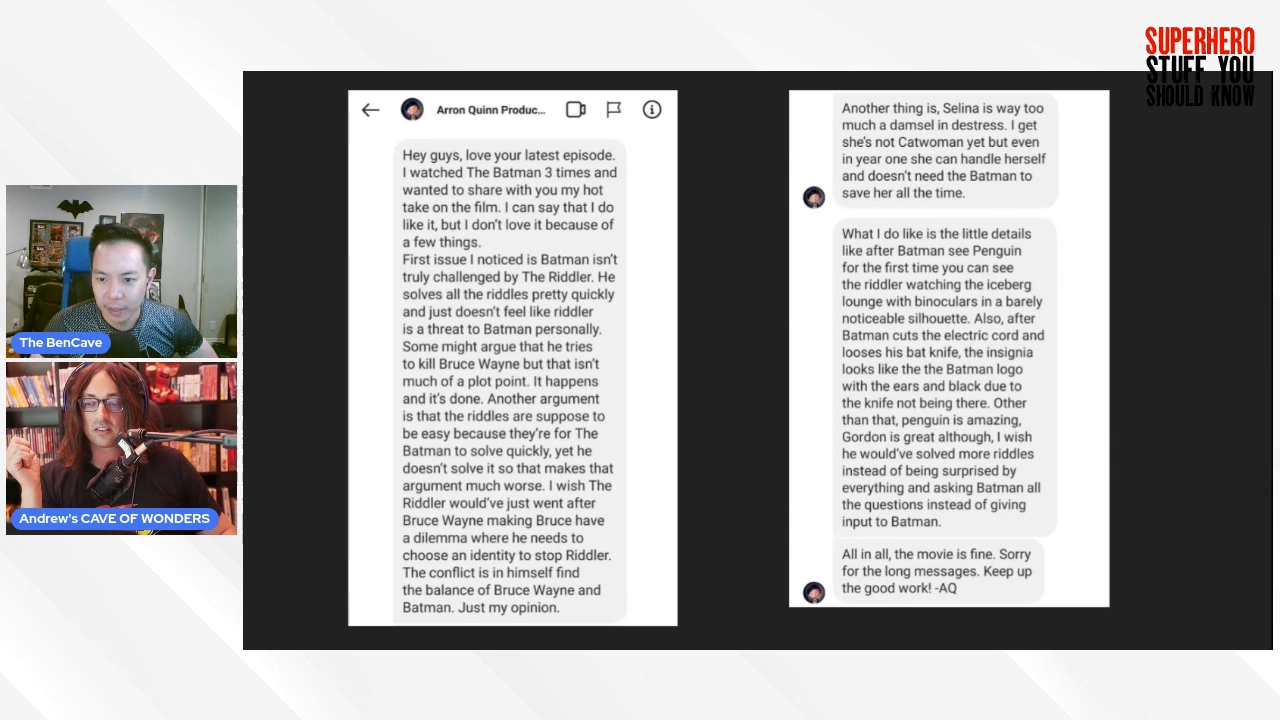 SUPERHERO
STUFF YOU
SHOULD KNOW
The BenCave
Andrew's CAVE OF WONDERS
Arron Quinn Produc...
Hey guys, love your latest episode.
I watched The Batman 3 times and
wanted to share with you my hot
take on the film. I can say that I do
like it, but I don't love it because of
a few things.
First issue I noticed is Batman isn't
truly challenged by The Riddler. He
solves all the riddles pretty quickly
and just doesn't feel like riddler
is a threat to Batman personally.
Some might argue that he tries
to kill Bruce Wayne but that isn't
much of a plot point. It happens
and it's done. Another argument
is that the riddles are suppose to
be easy because they're for The
Batman to solve quickly, yet he
doesn't solve it so that makes that
argument much worse. I wish The
Riddler would've just went after
Bruce Wayne making Bruce have
a dilemma where he needs to
choose an identity to stop Riddler.
The conflict is in himself find
the balance of Bruce Wayne and
Batman. Just my opinion.
Another thing is, Selina is way too
much a damsel in destress. I get
she's not Catwoman yet but even
in year one she can handle herself
and doesn't need the Batman to
save her all the time.
What I do like is the little details
like after Batman see Penguin
for the first time you can see
the riddler watching the iceberg
lounge with binoculars in a barely
noticeable silhouette. Also, after
Batman cuts the electric cord and
looses his bat knife, the insignia
looks like the the Batman logo
with the ears and black due to
the knife not being there. Other
than that, penguin is amazing,
Gordon is great although, I wish
he would've solved more riddles
instead of being surprised by
everything and asking Batman all
the questions instead of giving
input to Batman.
All in all, the movie is fine. Sorry
for the long messages. Keep up
the good work! -AQ